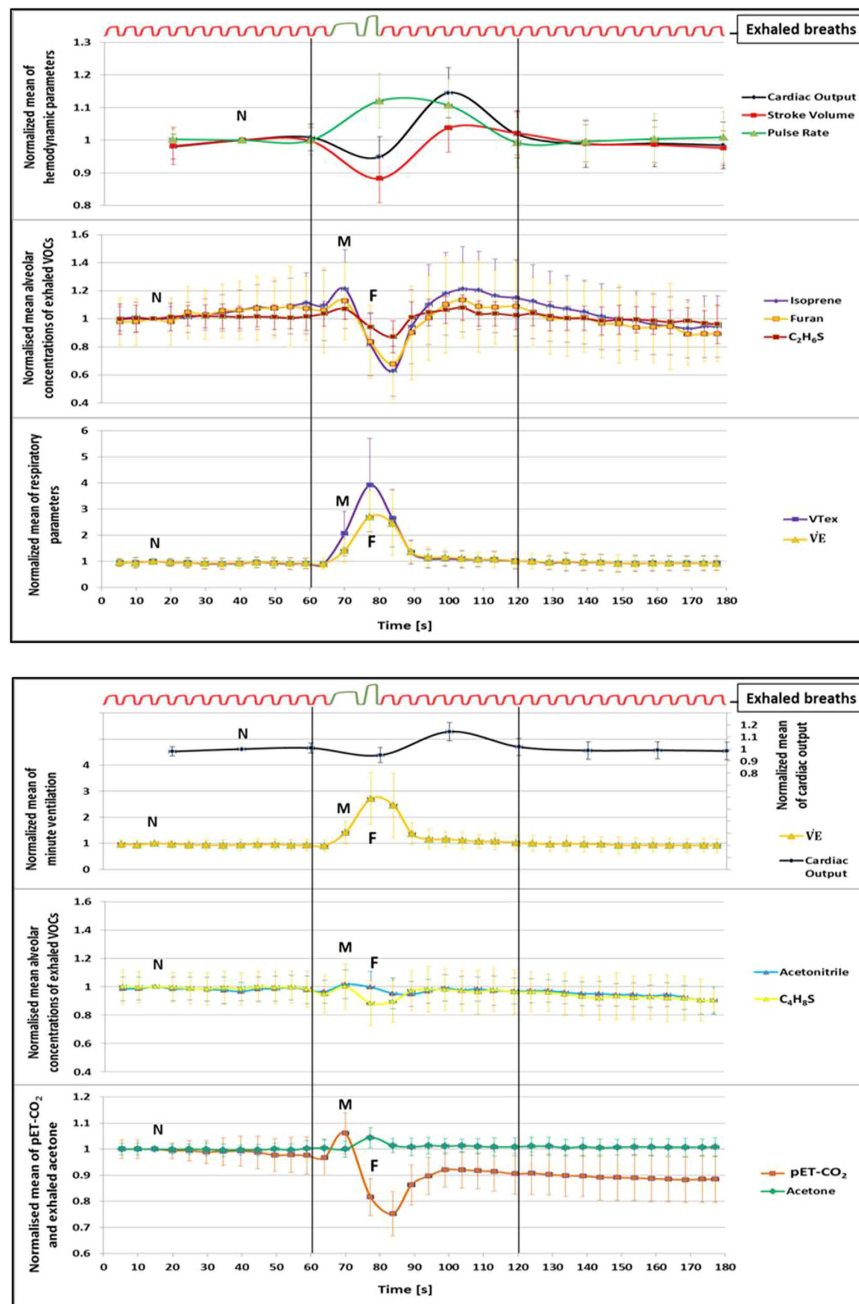 Exhaled breaths
Normalized mean of
hemodynamic parameters
1.3
1.2
1.1
1
0.9
0.8
N
Cardiac Output
Stroke Volume
Pulse Rate
Normalised mean alveolar
concentrations of exhaled VOCs
1.6
1.4
1.2
1
0.8
0.6
0.4
N
M
F
Isoprene
Furan
C₂H₆S
Normalized mean of respiratory
parameters
6
5
4
3
2
1
0
N
M
F
VTex
V̇E
0 10 20 30 40 50 60 70 80 90 100 110 120 130 140 150 160 170 180
Time [s]
Exhaled breaths
Normalized mean of
minute ventilation
4
3
2
1
0
N
N
M
F
1.2
1.1
1
0.9
0.8
Normalized mean
of cardiac output
V̇E
Cardiac
Output
Normalised mean alveolar
concentrations of exhaled VOCs
1.6
1.4
1.2
1
0.8
0.6
0.4
N
M
F
Acetonitrile
C₄H₈S
Normalised mean of pET-CO₂
and exhaled acetone
1.2
1.1
1
0.9
0.8
0.7
0.6
N
M
F
pET-CO₂
Acetone
0 10 20 30 40 50 60 70 80 90 100 110 120 130 140 150 160 170 180
Time [s]